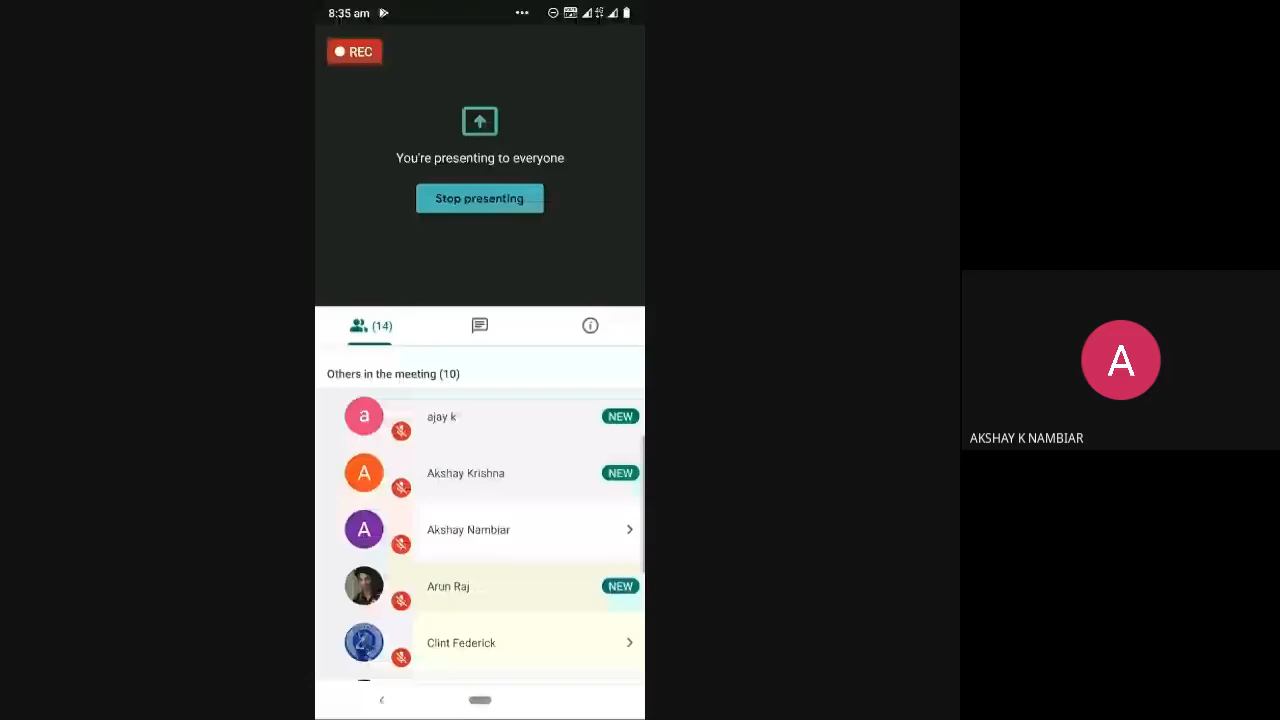 8:35 am
REC
You're presenting to everyone
Stop presenting
(14)
Others in the meeting (10)
a
ajay k
NEW
A
Akshay Krishna
NEW
A
Akshay Nambiar
Arun Raj
NEW
Clint Federick
A
AKSHAY K NAMBIAR